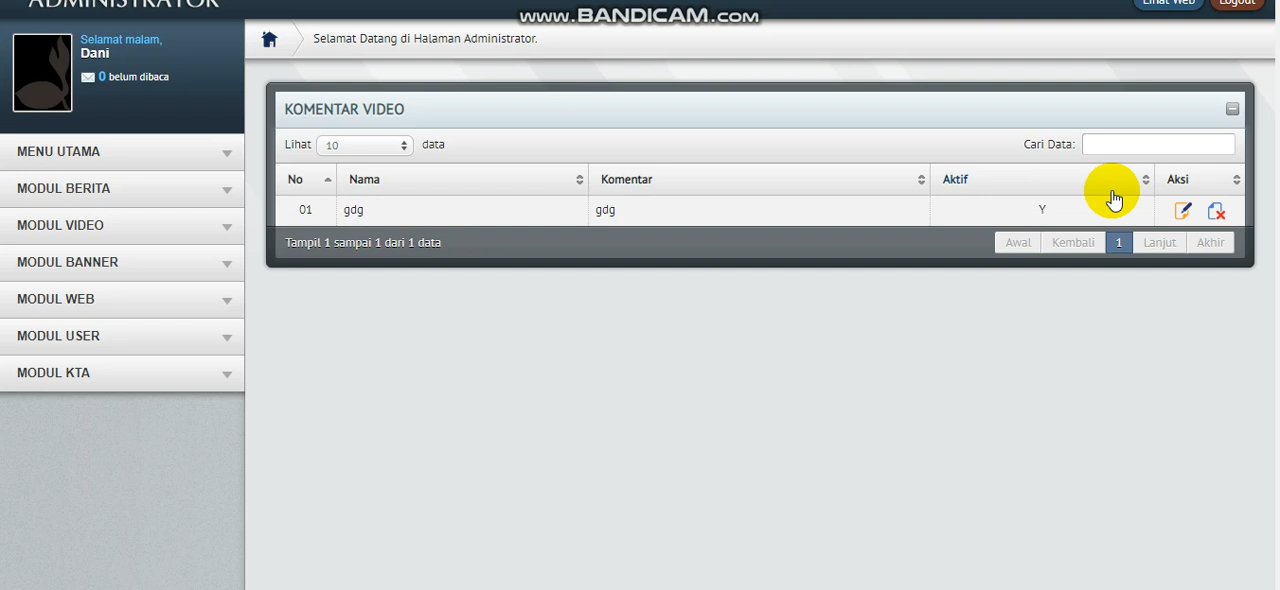 ADMINISTRATOR
www.BANDICAM.com
Lihat Web
Logout
Selamat malam,
Dani
0 belum dibaca
Selamat Datang di Halaman Administrator.
MENU UTAMA
MODUL BERITA
MODUL VIDEO
MODUL BANNER
MODUL WEB
MODUL USER
MODUL KTA
KOMENTAR VIDEO
Lihat 10 data
Cari Data:
No Nama Komentar Aktif Aksi
01 gdg gdg Y
Tampil 1 sampai 1 dari 1 data
Awal Kembali 1 Lanjut Akhir